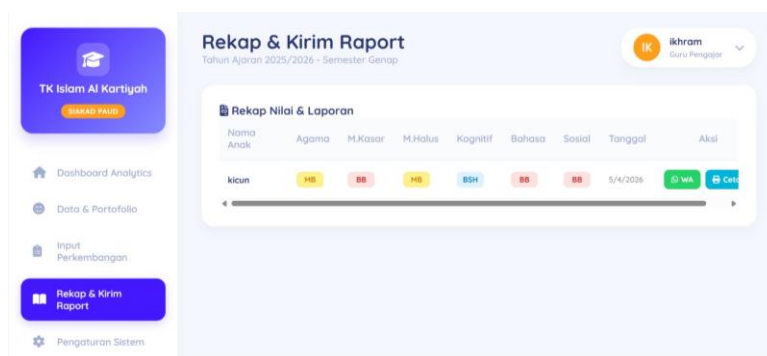 TK Islam Al Kartiyah
SIAKAD PAUD
Dashboard Analytics
Data & Portofolio
Input
Perkembangan
Rekap & Kirim
Raport
Pengaturan Sistem
Rekap & Kirim Raport
Tahun Ajaran 2025/2026 - Semester Genap
IK
ikhram
Guru Pengajar
Rekap Nilai & Laporan
Nama Anak Agama M.Kasar M.Halus Kognitif Bahasa Sosial Tanggal Aksi
kicun MB BB MB BSH BB BB 5/4/2026 WA Ceta